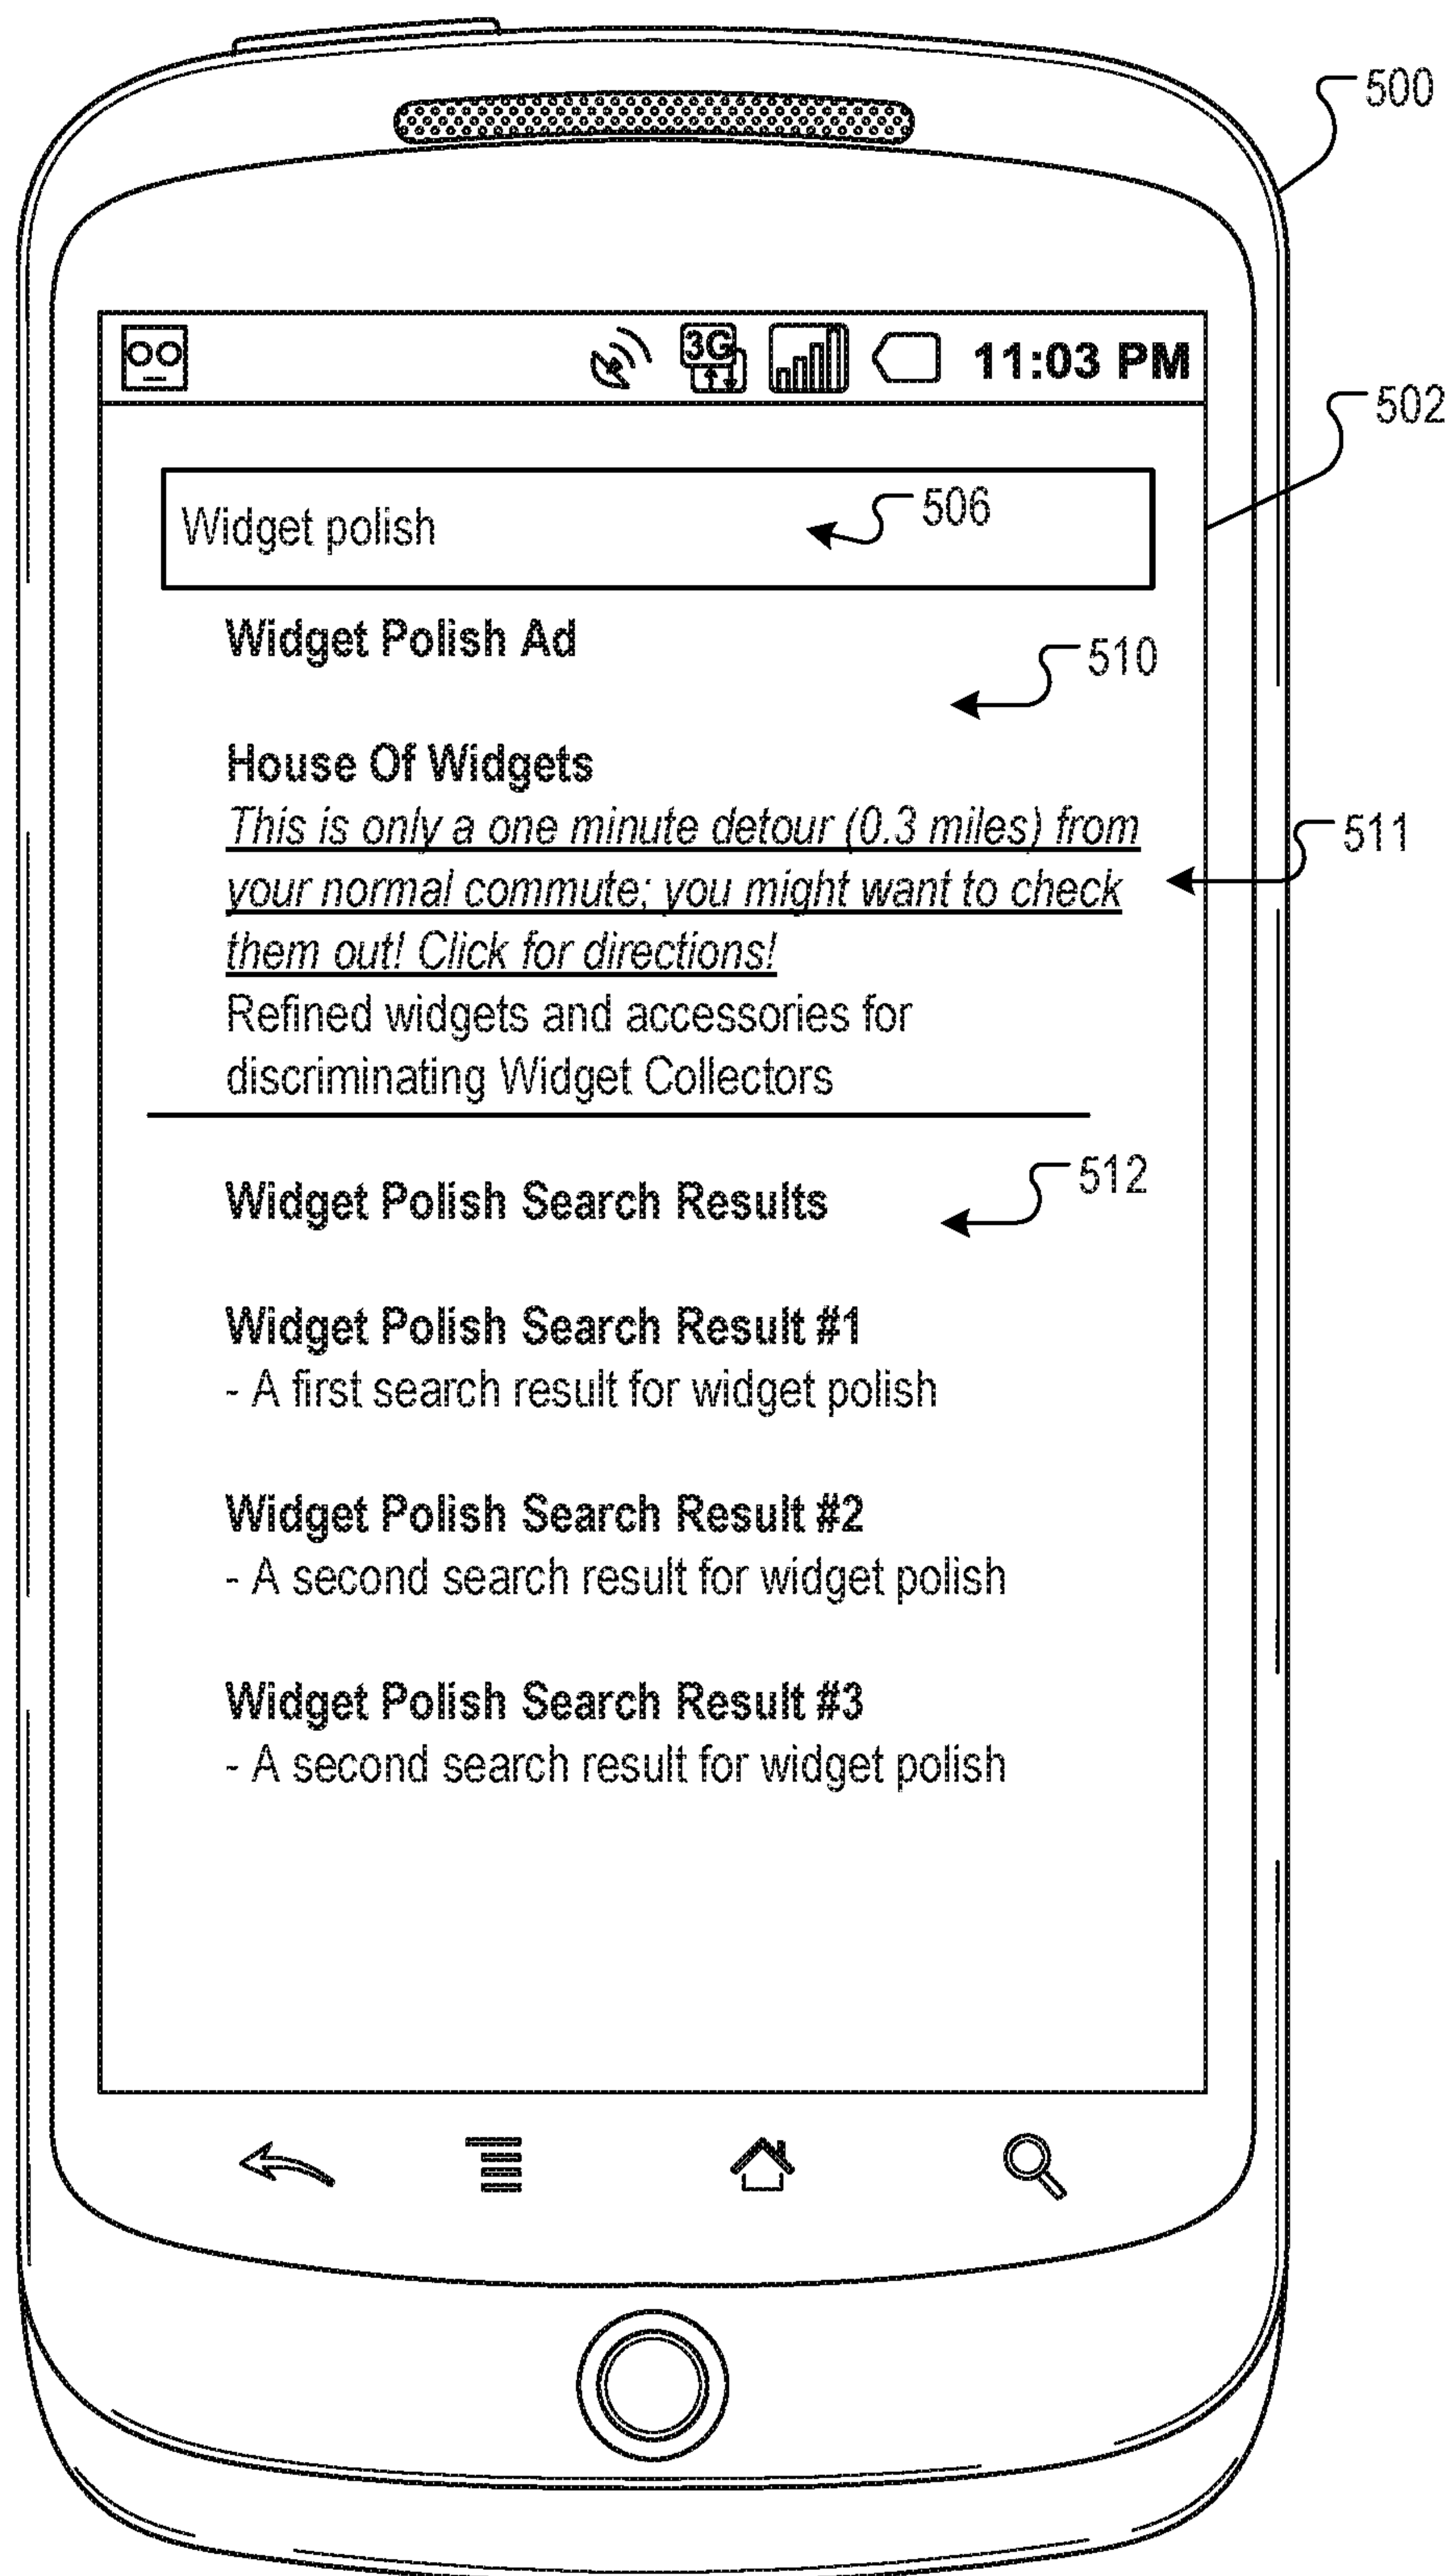 500
3G 11:03 PM
502
Widget polish 506
Widget Polish Ad
510
House Of Widgets
This is only a one minute detour (0.3 miles) from
511
your normal commute; you might want to check
them out! Click for directions!
Refined widgets and accessories for
discriminating Widget Collectors
512
Widget Polish Search Results
Widget Polish Search Result #1
- A first search result for widget polish
Widget Polish Search Result #2
- A second search result for widget polish
Widget Polish Search Result #3
- A second search result for widget polish